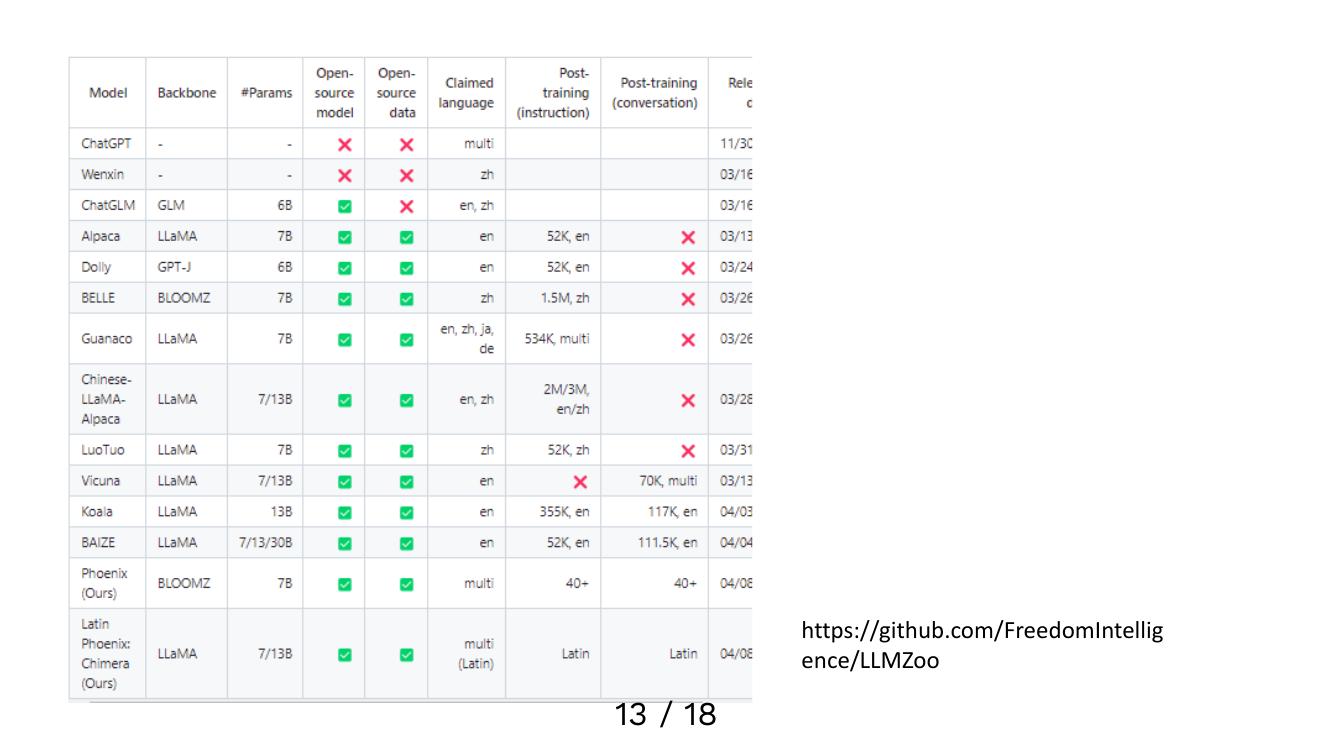 Model Backbone #Params Open-source model Open-source data Claimed language Post-training (instruction) Post-training (conversation)
ChatGPT - - ❌ ❌ multi 11/30
Wenxin - - ❌ ❌ zh 03/16
ChatGLM GLM 6B ✅ ❌ en, zh 03/16
Alpaca LLaMA 7B ✅ ✅ en 52K, en ❌ 03/13
Dolly GPT-J 6B ✅ ✅ en 52K, en ❌ 03/24
BELLE BLOOMZ 7B ✅ ✅ zh 1.5M, zh ❌ 03/26
Guanaco LLaMA 7B ✅ ✅ en, zh, ja, de 534K, multi ❌ 03/26
Chinese-LLaMA-Alpaca LLaMA 7/13B ✅ ✅ en, zh 2M/3M, en/zh ❌ 03/28
LuoTuo LLaMA 7B ✅ ✅ zh 52K, zh ❌ 03/31
Vicuna LLaMA 7/13B ✅ ✅ en ❌ 70K, multi 03/13
Koala LLaMA 13B ✅ ✅ en 355K, en 117K, en 04/03
BAIZE LLaMA 7/13/30B ✅ ✅ en 52K, en 111.5K, en 04/04
Phoenix (Ours) BLOOMZ 7B ✅ ✅ multi 40+ 40+ 04/08
Latin Phoenix: Chimera (Ours) LLaMA 7/13B ✅ ✅ multi (Latin) Latin Latin 04/08
https://github.com/FreedomIntellig
ence/LLMZoo
13 / 18